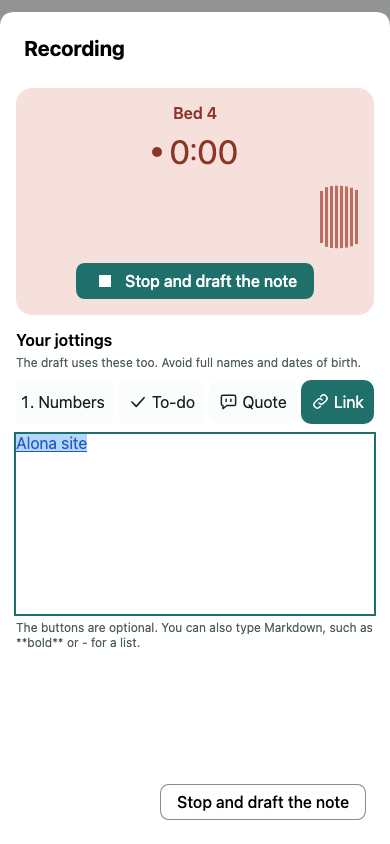 Recording
Bed 4
0:00
Stop and draft the note
Your jottings
The draft uses these too. Avoid full names and dates of birth.
1. Numbers
To-do
Quote
Link
Alona site
The buttons are optional. You can also type Markdown, such as
**bold** or - for a list.
Stop and draft the note